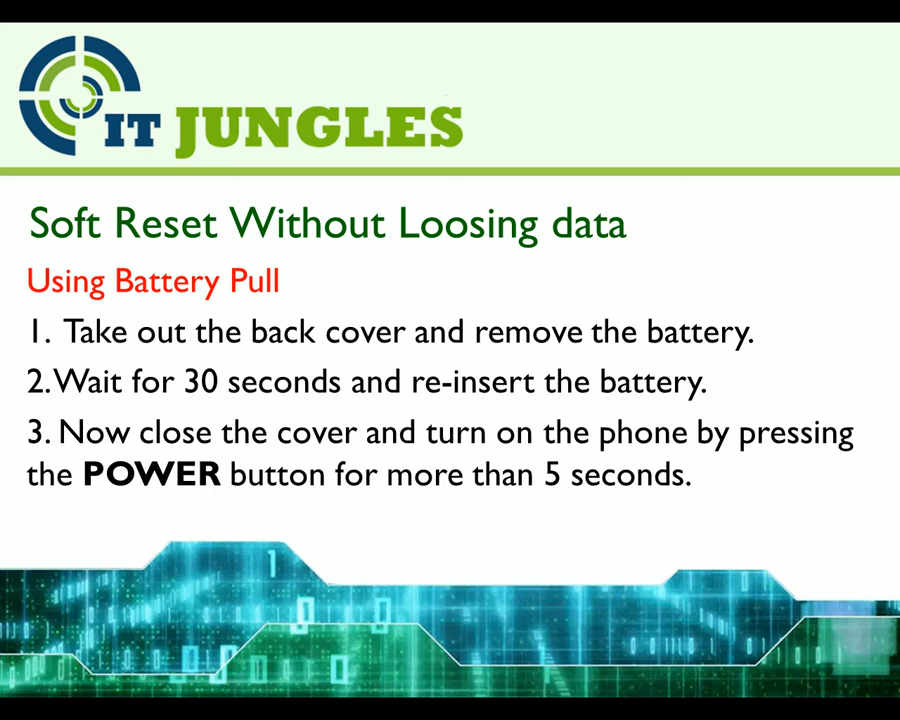 IT JUNGLES
Soft Reset Without Loosing data
Using Battery Pull
1. Take out the back cover and remove the battery.
2. Wait for 30 seconds and re-insert the battery.
3. Now close the cover and turn on the phone by pressing
the POWER button for more than 5 seconds.